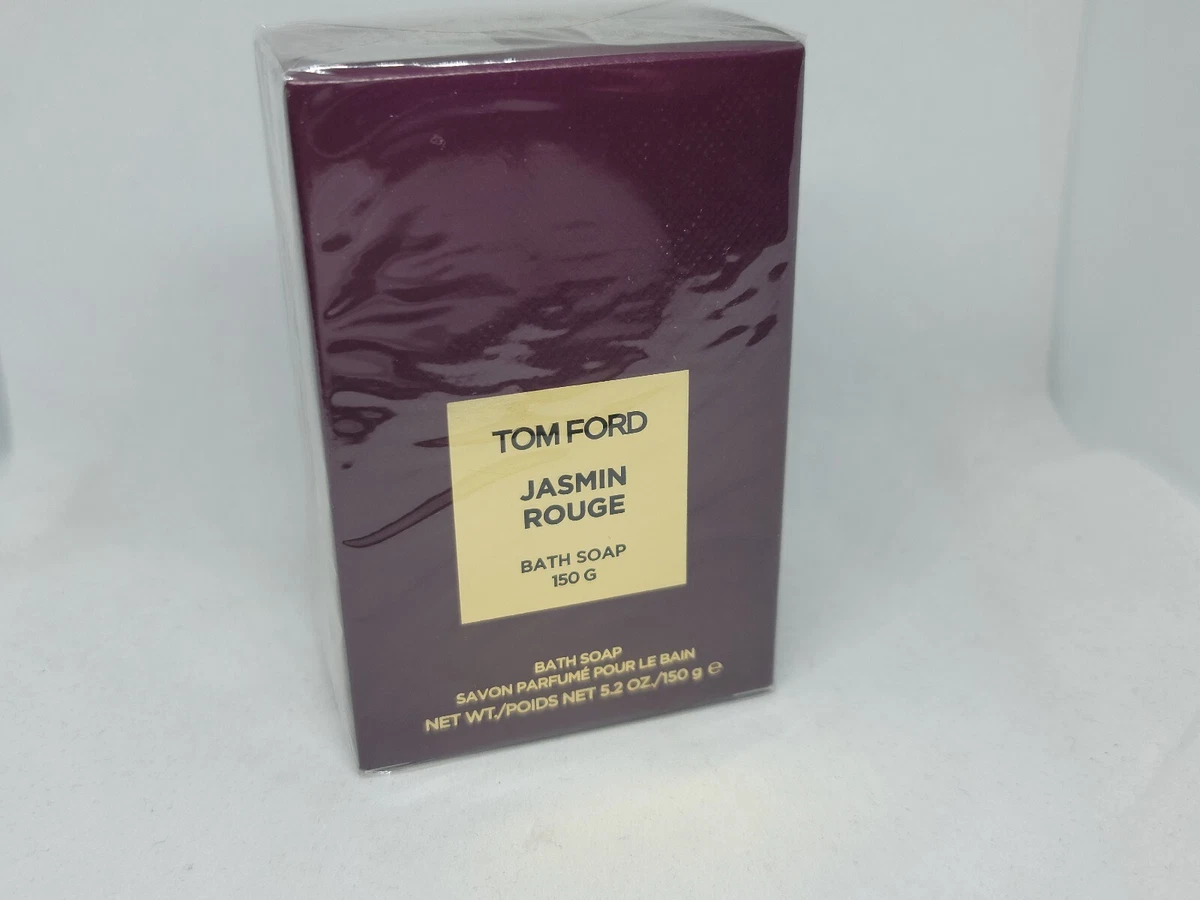 TOM FORD
JASMIN
ROUGE
BATH SOAP
150 G
BATH SOAP
SAVON PARFUMÉ POUR LE BAIN
NET WT./POIDS NET 5.2 OZ./150 g ℮